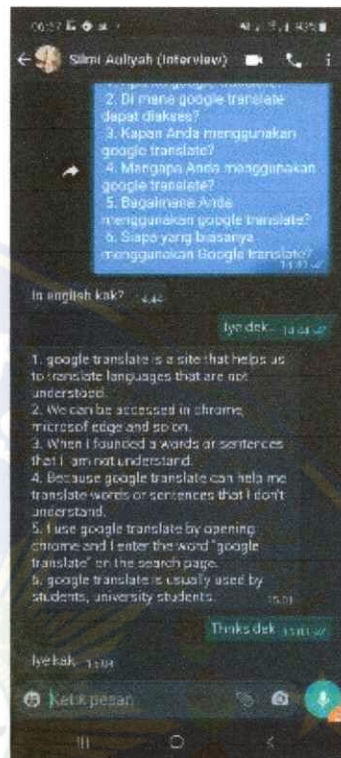 Silmi Auliyah (Interview)
2. Di mana google translate
dapat diakses?
3. Kapan Anda menggunakan
google translate?
4. Mengapa Anda menggunakan
google translate?
5. Bagaimana Anda
menggunakan google translate?
6. Siapa yang biasanya
menggunakan Google translate?
In english kak? 14.44
Iye dek..
1. google translate is a site that helps us
to translate languages that are not
understood.
2. We can be accessed in chrome,
microsof edge and so on.
3. When I founded a words or sentences
that I am not understand.
4. Because google translate can help me
translate words or sentences that I don't
understand.
5. I use google translate by opening
chrome and I enter the word "google
translate" on the search page.
6. google translate is usually used by
students, university students. 15.01
Thnks dek
Iye kak
Ketik pesan